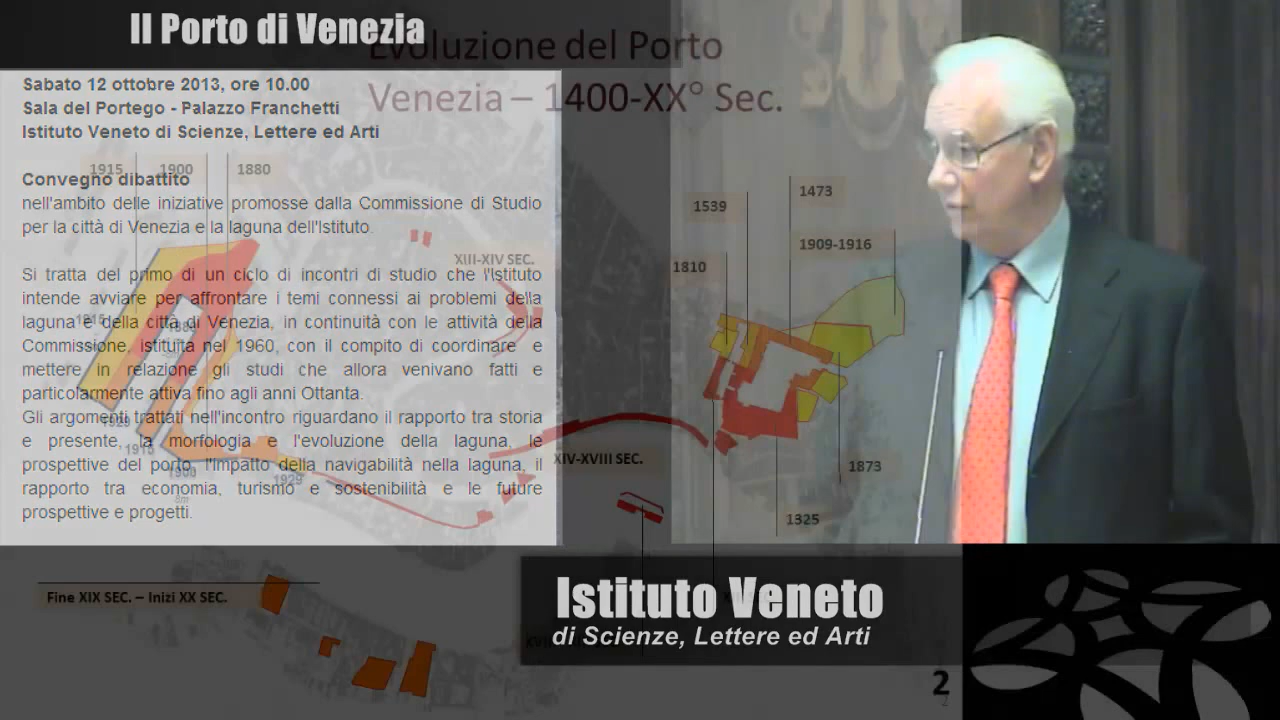 Il Porto di Venezia
Evoluzione del Porto
Venezia – 1400-XX° Sec.
Sabato 12 ottobre 2013, ore 10.00
Sala del Portego - Palazzo Franchetti
Istituto Veneto di Scienze, Lettere ed Arti
1915
1900
1880
Convegno dibattito
nell'ambito delle iniziative promosse dalla Commissione di Studio
per la città di Venezia e la laguna dell'Istituto.
Si tratta del primo di un ciclo di incontri di studio che l'Istituto
intende avviare per affrontare i temi connessi ai problemi della
laguna e della città di Venezia, in continuità con le attività della
Commissione, istituita nel 1960, con il compito di coordinare e
mettere in relazione gli studi che allora venivano fatti e
particolarmente attiva fino agli anni Ottanta.
Gli argomenti trattati nell'incontro riguardano il rapporto tra storia
e presente, la morfologia e l'evoluzione della laguna, le
prospettive del porto, l'impatto della navigabilità nella laguna, il
rapporto tra economia, turismo e sostenibilità e le future
prospettive e progetti.
XIII-XIV SEC.
1915
1880
1929
1915
1900
1929
1473
1539
1909-1916
1810
XIV-XVIII SEC.
1873
1325
Fine XIX SEC. – Inizi XX SEC.
Istituto Veneto
di Scienze, Lettere ed Arti
2
2